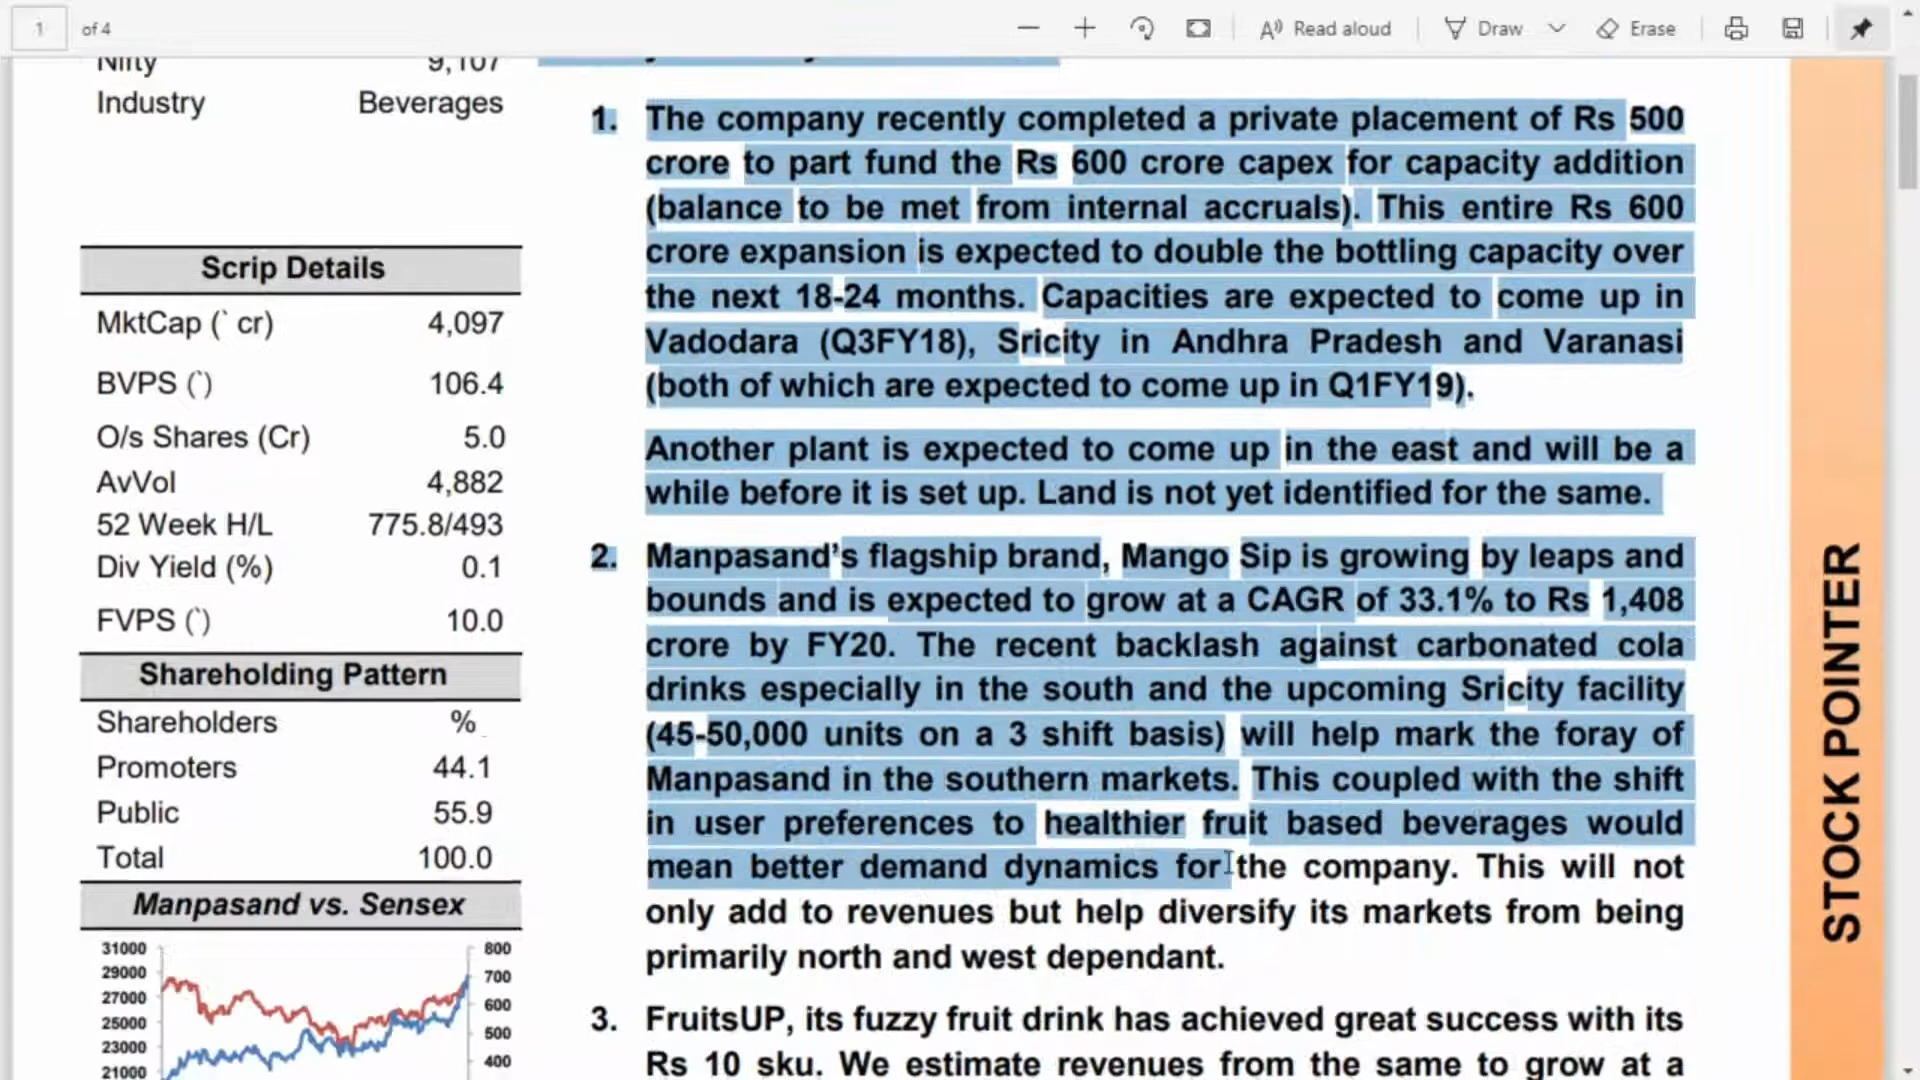 1 of 4
Read aloud
Draw
Erase
Nifty 9,107
Industry Beverages
Scrip Details
MktCap (` cr) 4,097
BVPS (`) 106.4
O/s Shares (Cr) 5.0
AvVol 4,882
52 Week H/L 775.8/493
Div Yield (%) 0.1
FVPS (`) 10.0
Shareholding Pattern
Shareholders %
Promoters 44.1
Public 55.9
Total 100.0
Manpasand vs. Sensex
31000 800
29000 700
27000 600
25000 500
23000 400
21000
1. The company recently completed a private placement of Rs 500
crore to part fund the Rs 600 crore capex for capacity addition
(balance to be met from internal accruals). This entire Rs 600
crore expansion is expected to double the bottling capacity over
the next 18-24 months. Capacities are expected to come up in
Vadodara (Q3FY18), Sricity in Andhra Pradesh and Varanasi
(both of which are expected to come up in Q1FY19).
Another plant is expected to come up in the east and will be a
while before it is set up. Land is not yet identified for the same.
2. Manpasand’s flagship brand, Mango Sip is growing by leaps and
bounds and is expected to grow at a CAGR of 33.1% to Rs 1,408
crore by FY20. The recent backlash against carbonated cola
drinks especially in the south and the upcoming Sricity facility
(45-50,000 units on a 3 shift basis) will help mark the foray of
Manpasand in the southern markets. This coupled with the shift
in user preferences to healthier fruit based beverages would
mean better demand dynamics for the company. This will not
only add to revenues but help diversify its markets from being
primarily north and west dependant.
3. FruitsUP, its fuzzy fruit drink has achieved great success with its
Rs 10 sku. We estimate revenues from the same to grow at a
STOCK POINTER